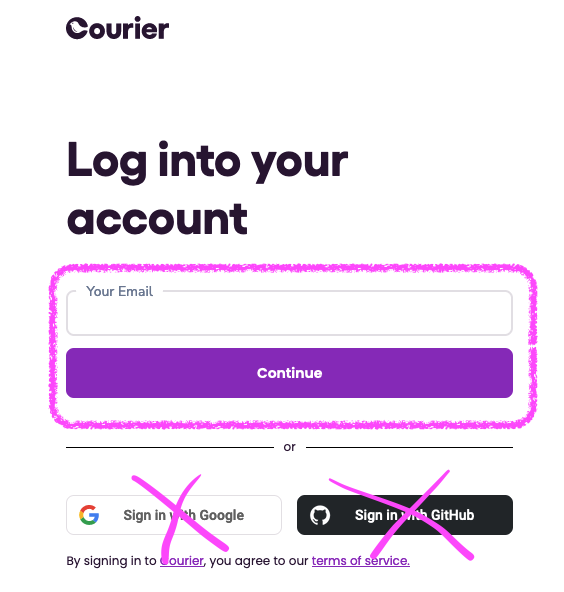 Courier
Log into your
account
Your Email
Continue
or
Sign in with Google
Sign in with GitHub
By signing in to Courier, you agree to our terms of service.